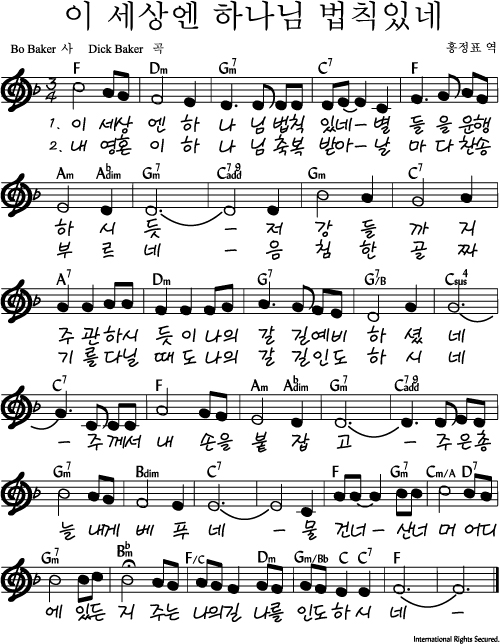 이 세상엔 하나님 법칙있네
Bo Baker 사 Dick Baker 곡 홍정표 역
F Dm Gm7 C7 F
3/4
1. 이 세상 엔 하 나 님 법칙 있네- 별 들 을 운행
2. 내 영혼 이 하 나 님 축복 받아- 날 마 다 찬송
Am Abdim Gm7 Cadd7 9 Gm C7
하 시 듯 - 저 강 들 까 지
부 르 네 - 음 침 한 골 짜
A7 Dm G7 G7/B Csus4
주 관 하시 듯 이 나의 갈 길예비 하 셨 네
기 를 다닐 때 도 나의 갈 길인도 하 시 네
C7 F Am Abdim Gm7 Cadd7 9
- 주께서 내 손을 붙 잡 고 - 주은총
Gm7 Bdim C7 F Gm7 Cm/A D7
늘 내게 베 푸 네 - 물 건너- 산너 머 어디
Gm7 Bbm6 F/C Dm Gm/Bb C C7 F
에 있든 지 주는 나의길 나를 인도하 시 네 -
International Rights Secured.